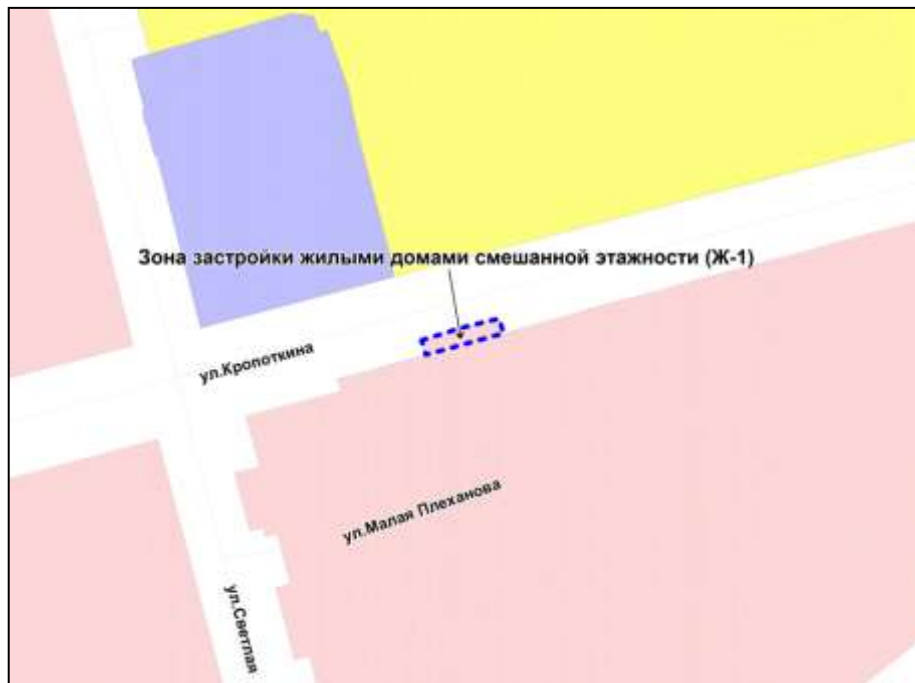 Зона застройки жилыми домами смешанной этажности (Ж-1)
ул.Кропоткина
ул.Малая Плеханова
ул.Светлая